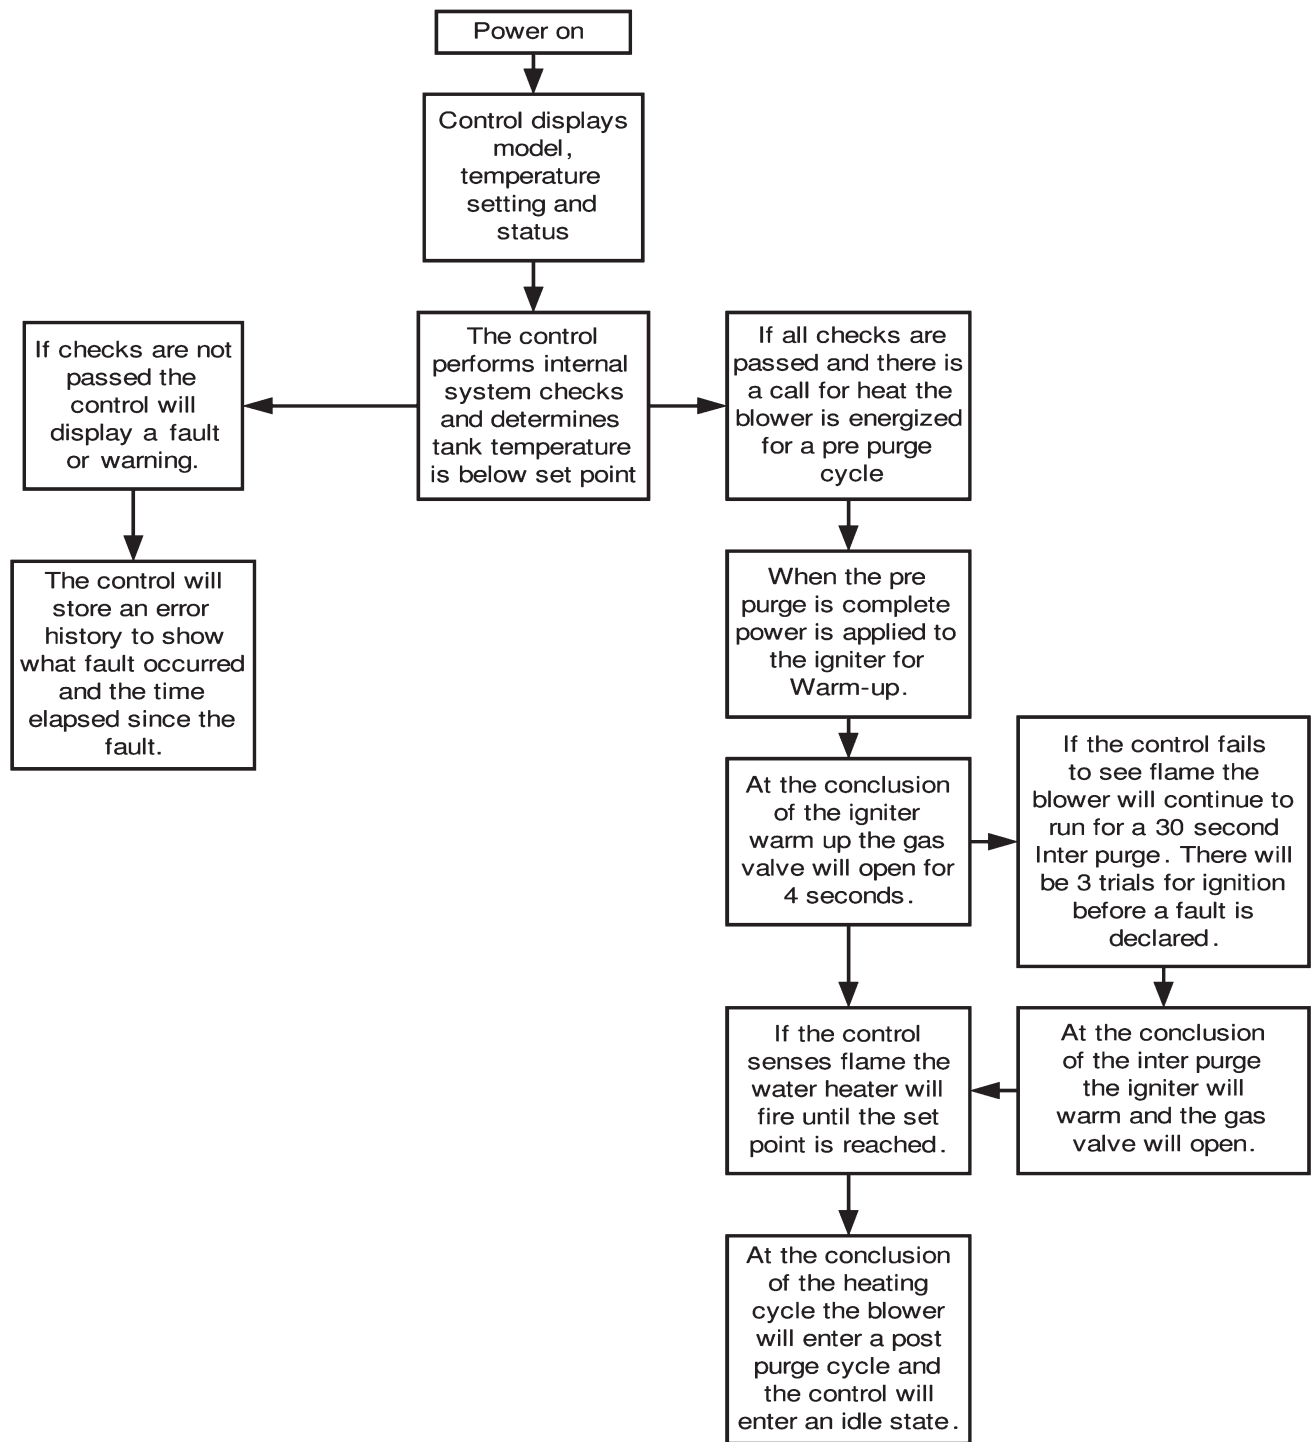 Power on
Control displays
model,
temperature
setting and
status
If checks are not
passed the
control will
display a fault
or warning.
The control
performs internal
system checks
and determines
tank temperature
is below set point
If all checks are
passed and there is
a call for heat the
blower is energized
for a pre purge
cycle
The control will
store an error
history to show
what fault occurred
and the time
elapsed since the
fault.
When the pre
purge is complete
power is applied to
the igniter for
Warm-up.
At the conclusion
of the igniter
warm up the gas
valve will open for
4 seconds.
If the control fails
to see flame the
blower will continue to
run for a 30 second
Inter purge. There will
be 3 trials for ignition
before a fault is
declared.
If the control
senses flame the
water heater will
fire until the set
point is reached.
At the conclusion
of the inter purge
the igniter will
warm and the gas
valve will open.
At the conclusion
of the heating
cycle the blower
will enter a post
purge cycle and
the control will
enter an idle state.